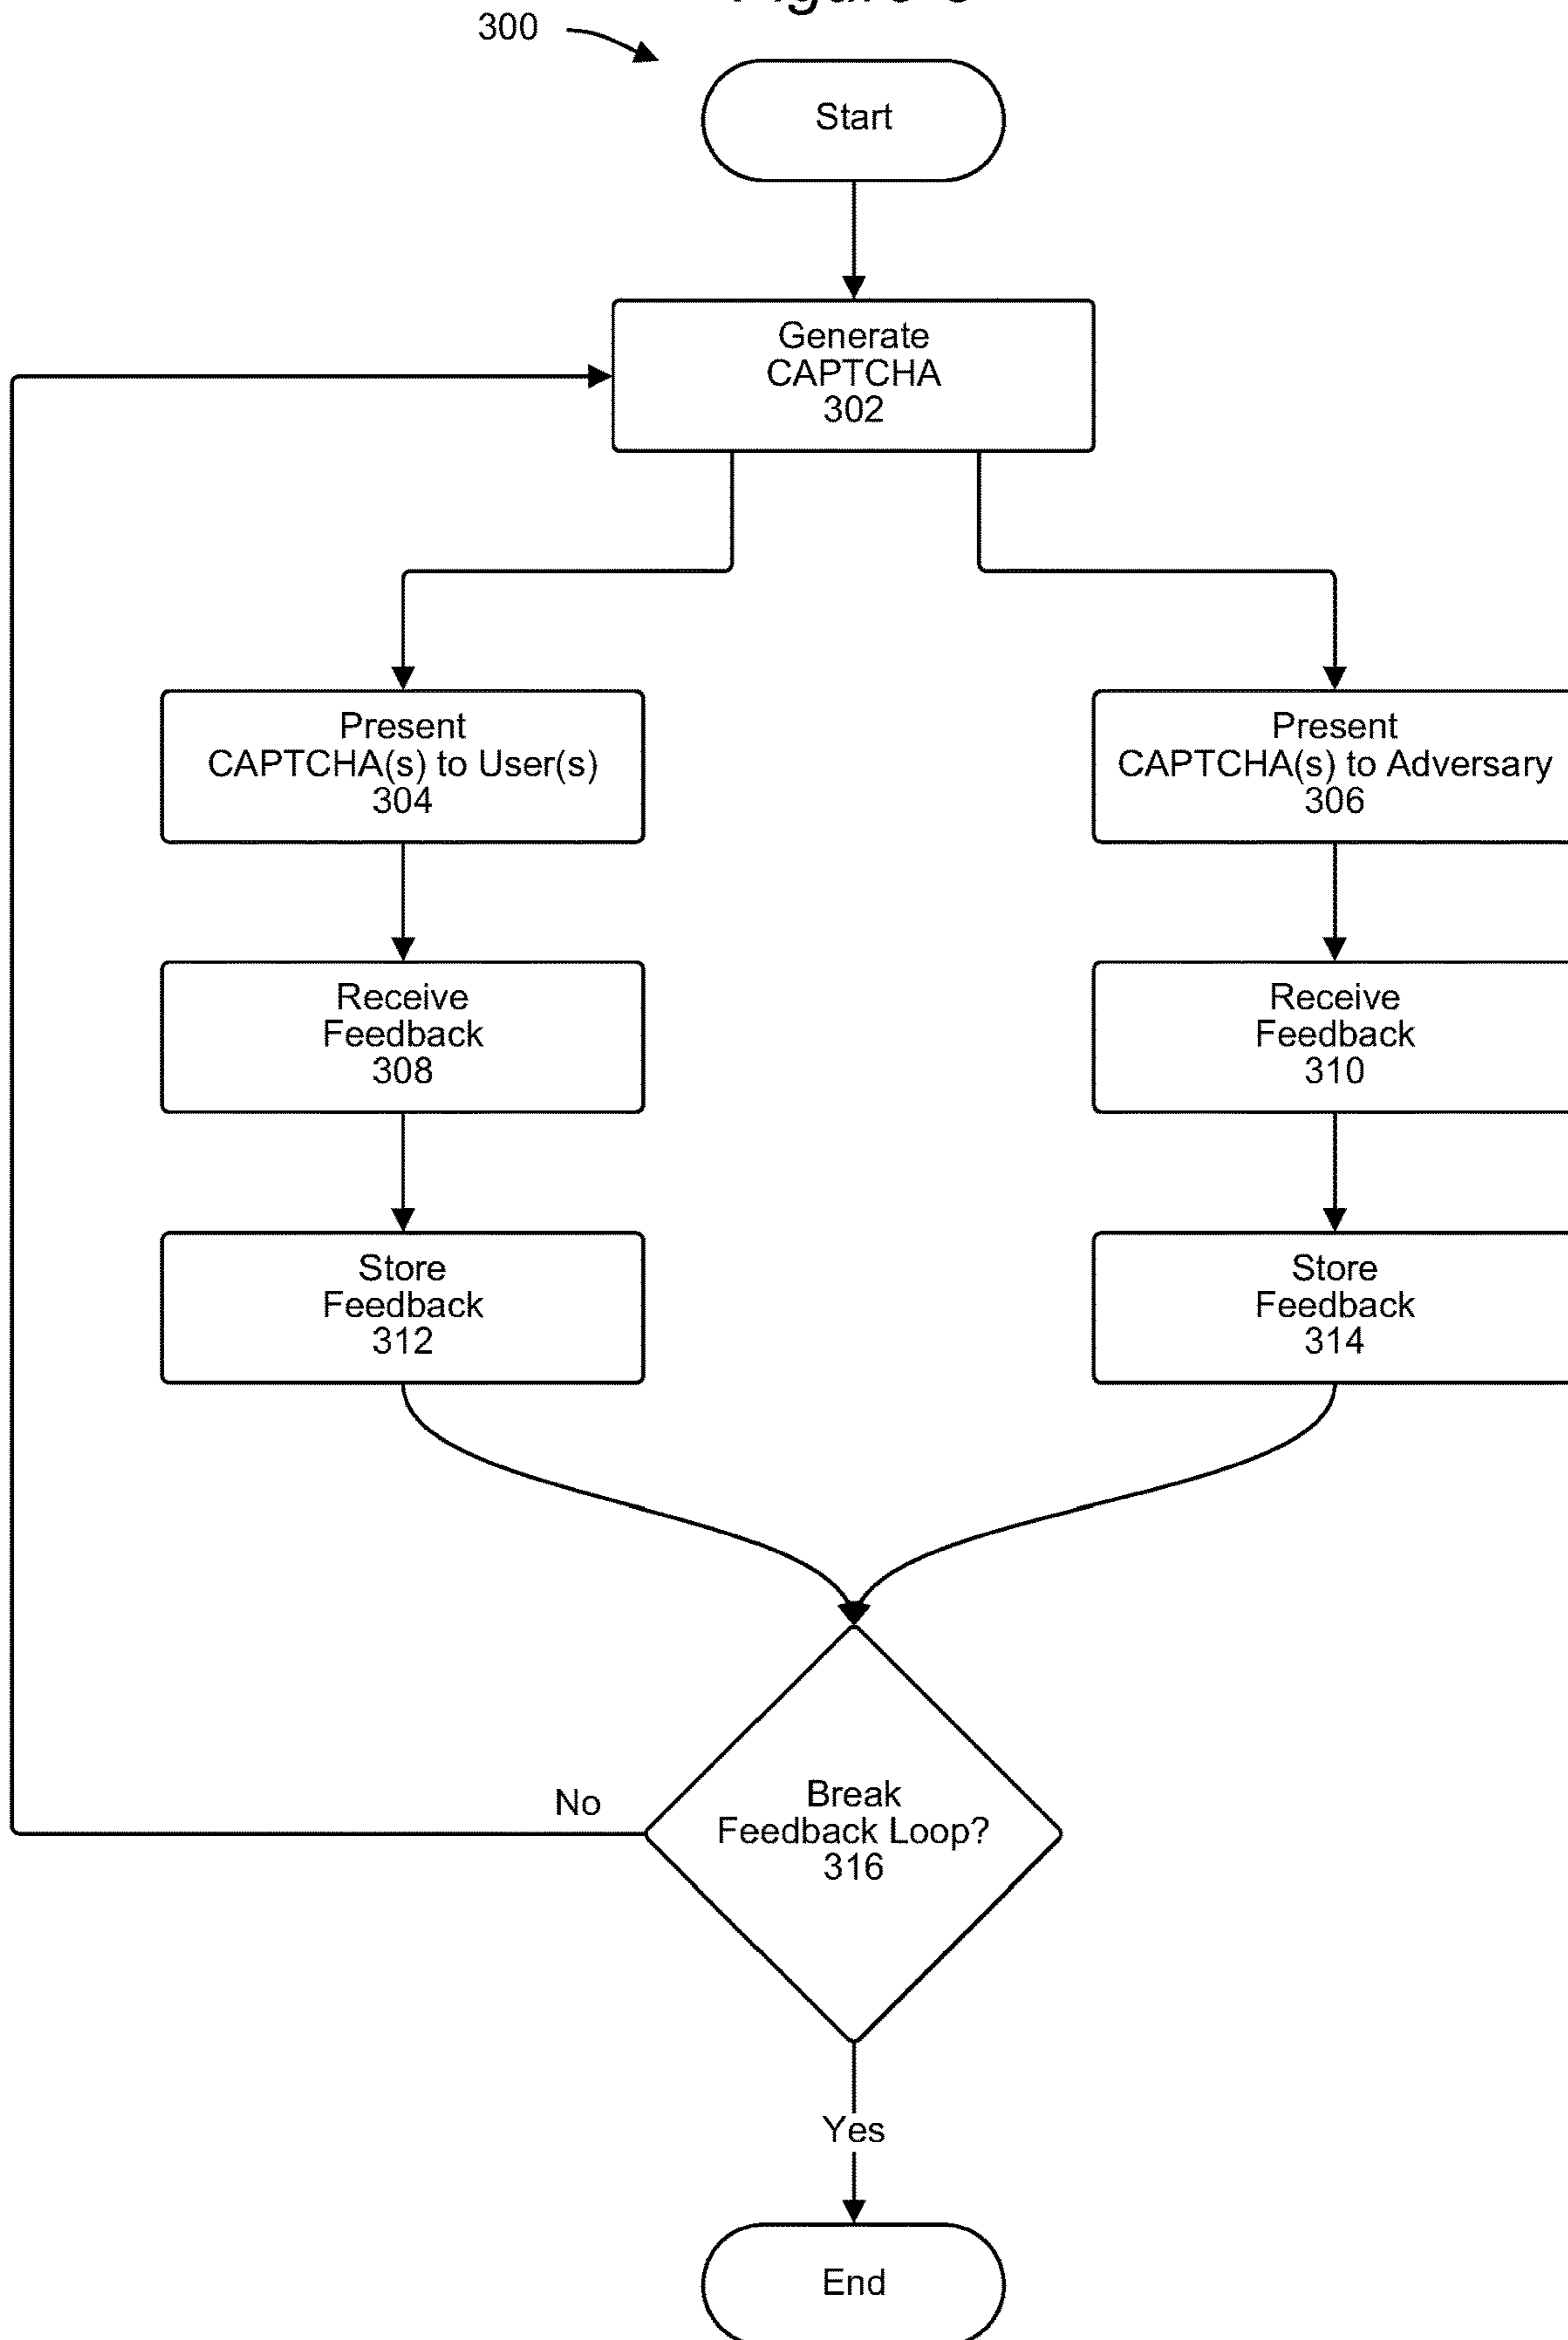 300
Start
Generate
CAPTCHA
302
Present
CAPTCHA(s) to User(s)
304
Present
CAPTCHA(s) to Adversary
306
Receive
Feedback
308
Receive
Feedback
310
Store
Feedback
312
Store
Feedback
314
No
Break
Feedback Loop?
316
Yes
End